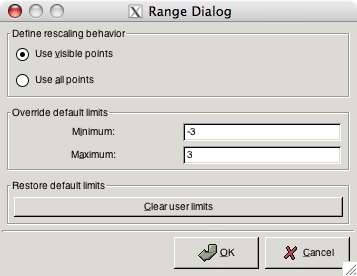 Range Dialog
Define rescaling behavior
Use visible points
Use all points
Override default limits
Minimum: -3
Maximum: 3
Restore default limits
Clear user limits
OK Cancel